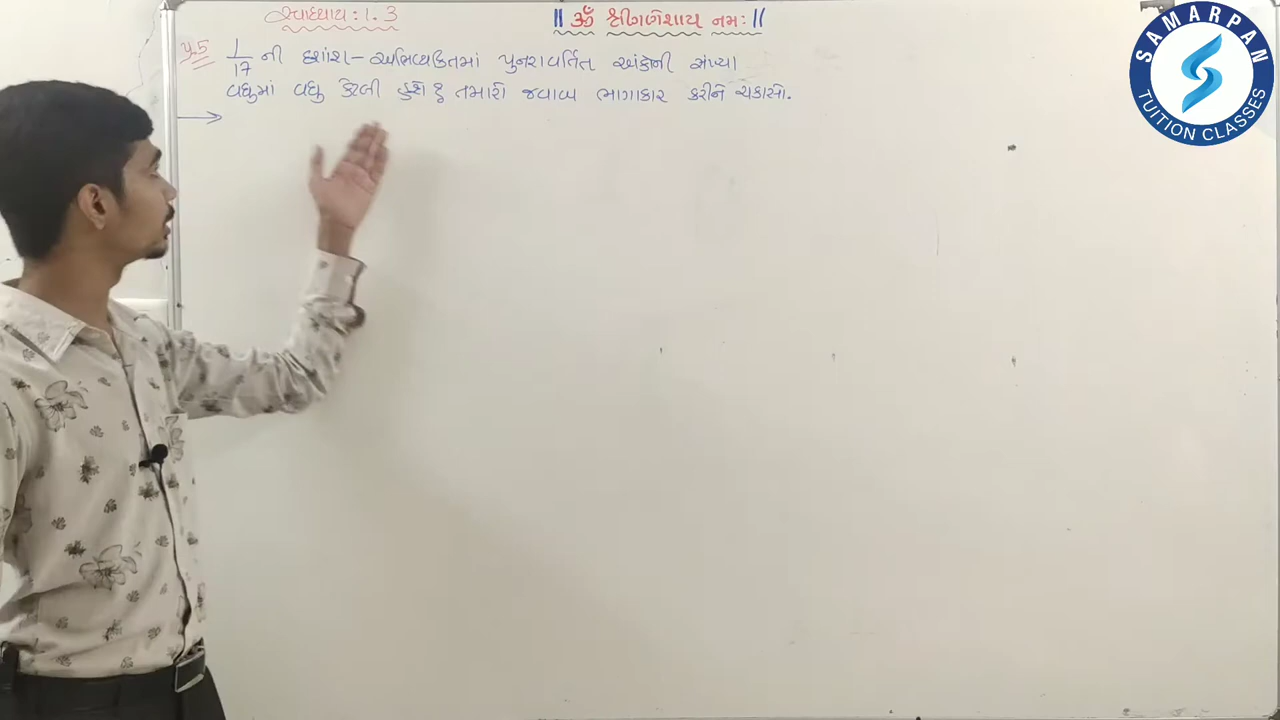 સ્વાધ્યાય : 1.3
|| ૐ શ્રી ગણેશાય નમઃ ||
પ્ર.5 1/17 ની દશાંશ-અભિવ્યક્તિમાં પુનરાવર્તિત અંકોની સંખ્યા
વધુમાં વધુ કેટલી હશે? તમારો જવાબ ભાગાકાર કરીને ચકાસો.
SAMARPAN
TUITION CLASSES